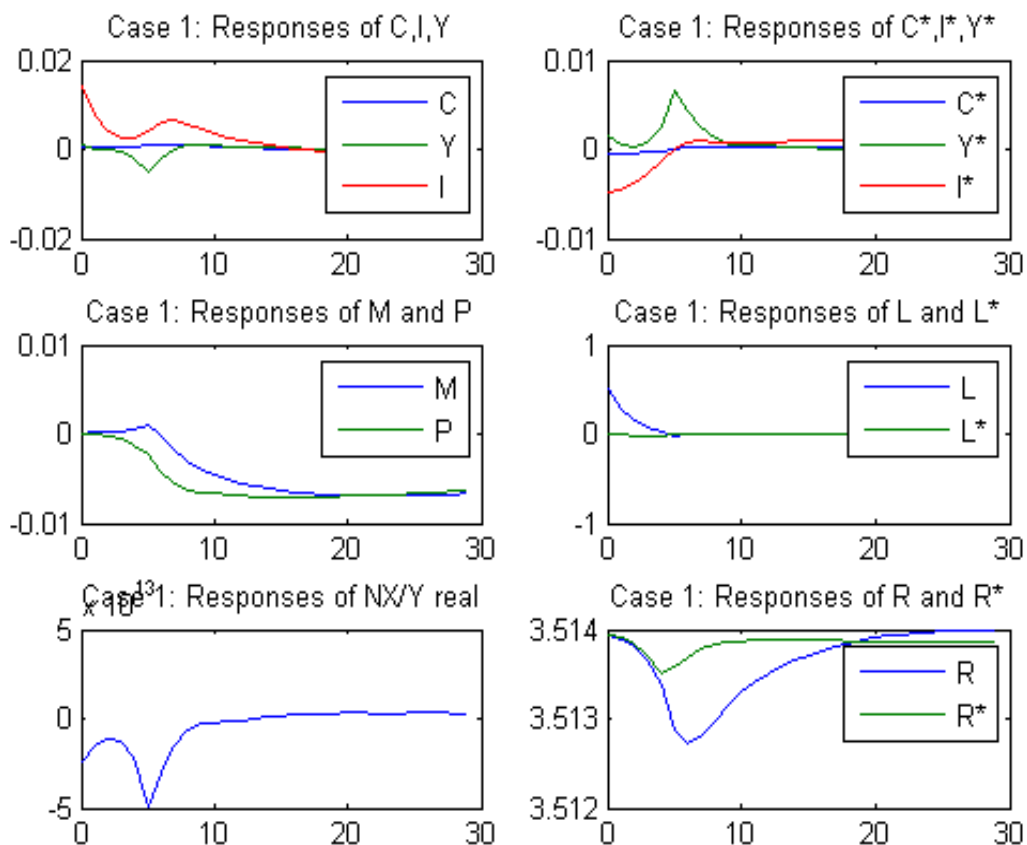 Case 1: Responses of C,I,Y
0.02
0
-0.02
C
Y
I
0 10 20 30
Case 1: Responses of C*,I*,Y*
0.01
0
-0.01
C*
Y*
I*
0 10 20 30
Case 1: Responses of M and P
0.01
0
-0.01
M
P
0 10 20 30
Case 1: Responses of L and L*
1
0
-1
L
L*
0 10 20 30
Case 1: Responses of NX/Y real
x 10^13
5
0
-5
0 10 20 30
Case 1: Responses of R and R*
3.514
3.513
3.512
R
R*
0 10 20 30